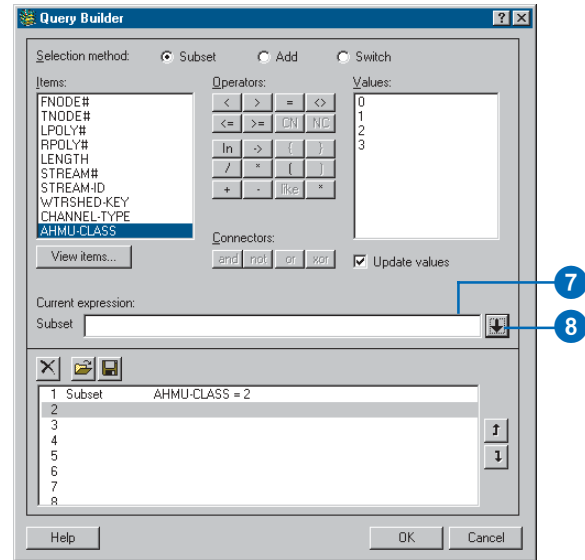 Query Builder
Selection method: Subset Add Switch
Items: Operators: Values:
FNODE#
TNODE#
LPOLY#
RPOLY#
LENGTH
STREAM#
STREAM-ID
WTRSHED-KEY
CHANNEL-TYPE
AHMU-CLASS
< > = <>
<= >= CN NC
In -> { }
/ * ( )
+ - like *
0
1
2
3
Connectors:
and not or xor
View items...
Update values
Current expression:
Subset
7
8
1 Subset AHMU-CLASS = 2
2
3
4
5
6
7
8
Help OK Cancel